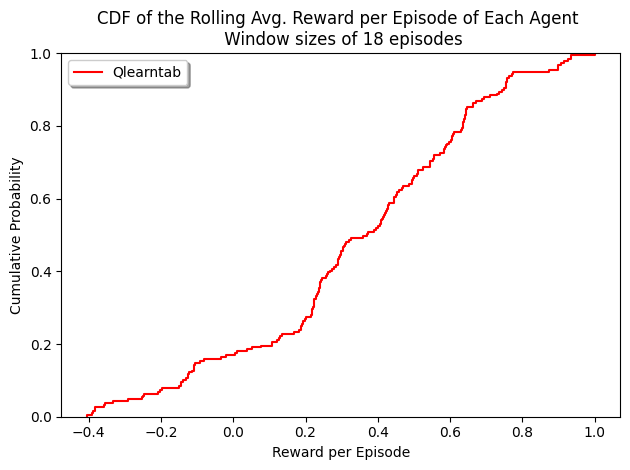 CDF of the Rolling Avg. Reward per Episode of Each Agent
Window sizes of 18 episodes
Qlearntab
Cumulative Probability
1.0
0.8
0.6
0.4
0.2
0.0
−0.4 −0.2 0.0 0.2 0.4 0.6 0.8 1.0
Reward per Episode